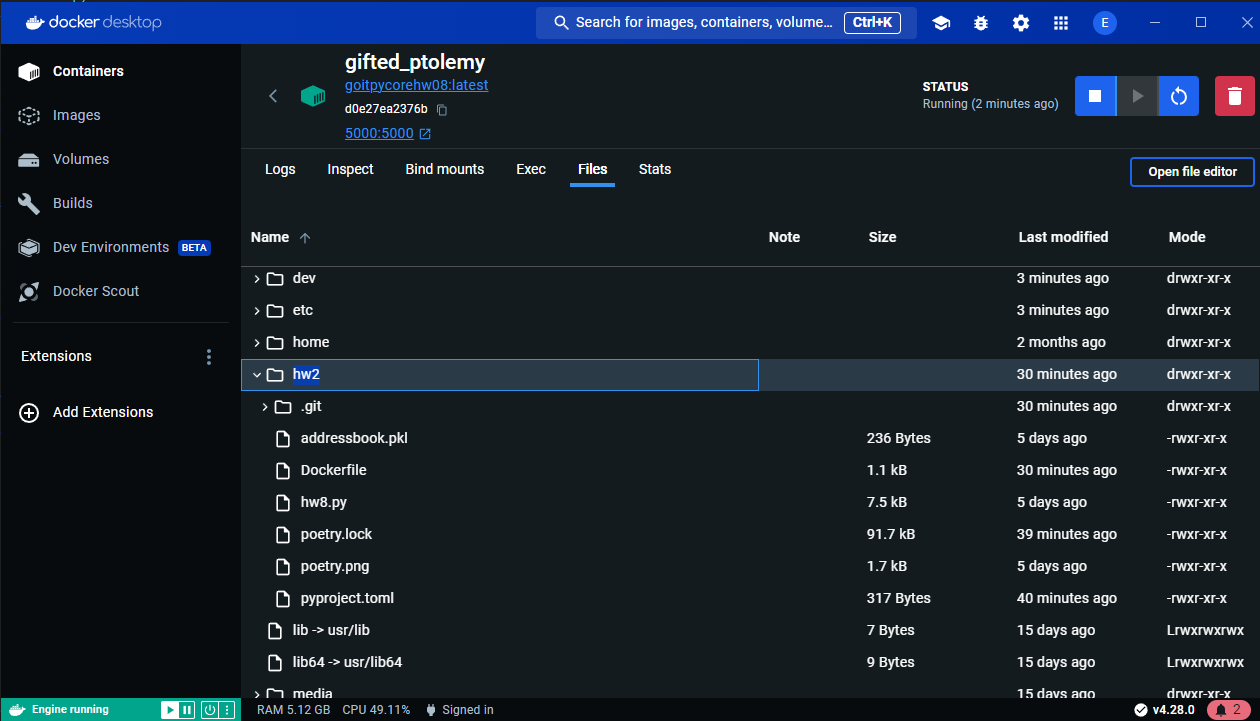 docker desktop
Search for images, containers, volume... Ctrl+K
E
Containers
Images
Volumes
Builds
Dev Environments BETA
Docker Scout
Extensions
Add Extensions
gifted_ptolemy
goitpycorehw08:latest
d0e27ea2376b
5000:5000
STATUS
Running (2 minutes ago)
Logs Inspect Bind mounts Exec Files Stats
Open file editor
Name Note Size Last modified Mode
dev 3 minutes ago drwxr-xr-x
etc 3 minutes ago drwxr-xr-x
home 2 months ago drwxr-xr-x
hw2 30 minutes ago drwxr-xr-x
.git 30 minutes ago drwxr-xr-x
addressbook.pkl 236 Bytes 5 days ago -rwxr-xr-x
Dockerfile 1.1 kB 30 minutes ago -rwxr-xr-x
hw8.py 7.5 kB 5 days ago -rwxr-xr-x
poetry.lock 91.7 kB 39 minutes ago -rwxr-xr-x
poetry.png 1.7 kB 5 days ago -rwxr-xr-x
pyproject.toml 317 Bytes 40 minutes ago -rwxr-xr-x
lib -> usr/lib 7 Bytes 15 days ago Lrwxrwxrwx
lib64 -> usr/lib64 9 Bytes 15 days ago Lrwxrwxrwx
media 15 days ago drwxr-xr-x
Engine running
RAM 5.12 GB CPU 49.11% Signed in
v4.28.0
2